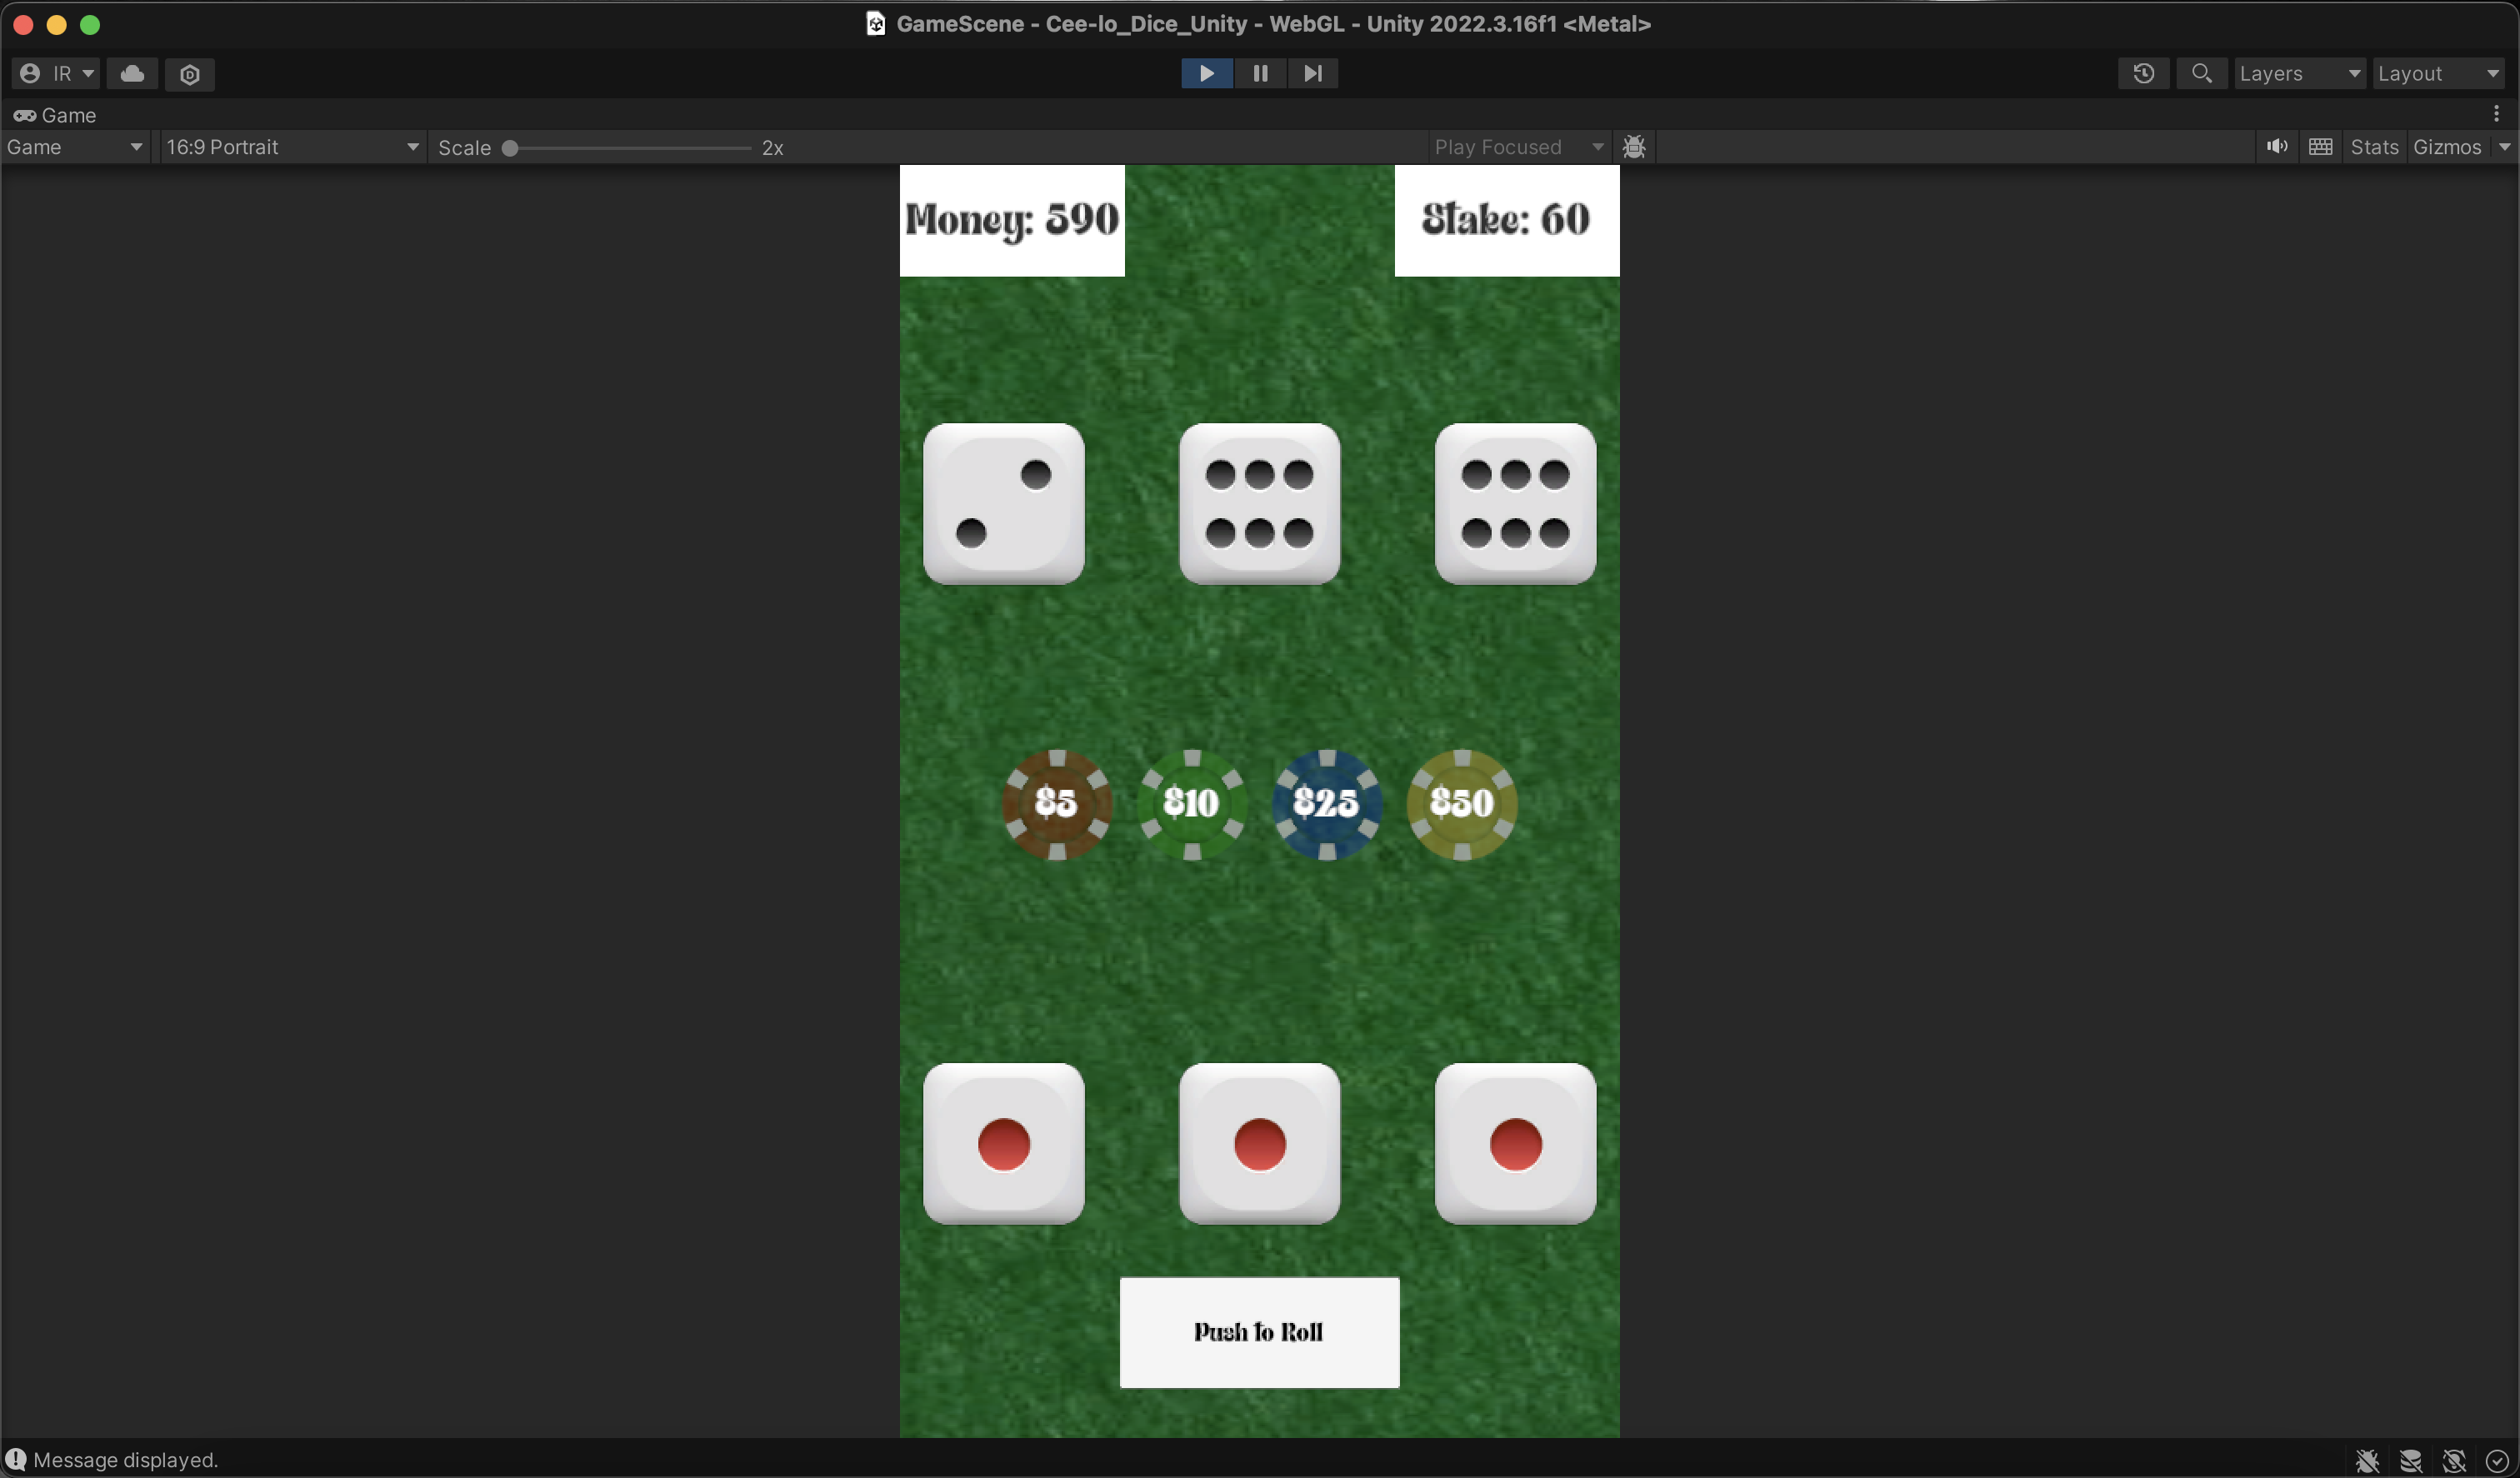 GameScene - Cee-lo_Dice_Unity - WebGL - Unity 2022.3.16f1 <Metal>
IR
Layers
Layout
Game
Game
16:9 Portrait
Scale
2x
Play Focused
Stats
Gizmos
Money: 590
Stake: 60
$5
$10
$25
$50
Push to Roll
Message displayed.